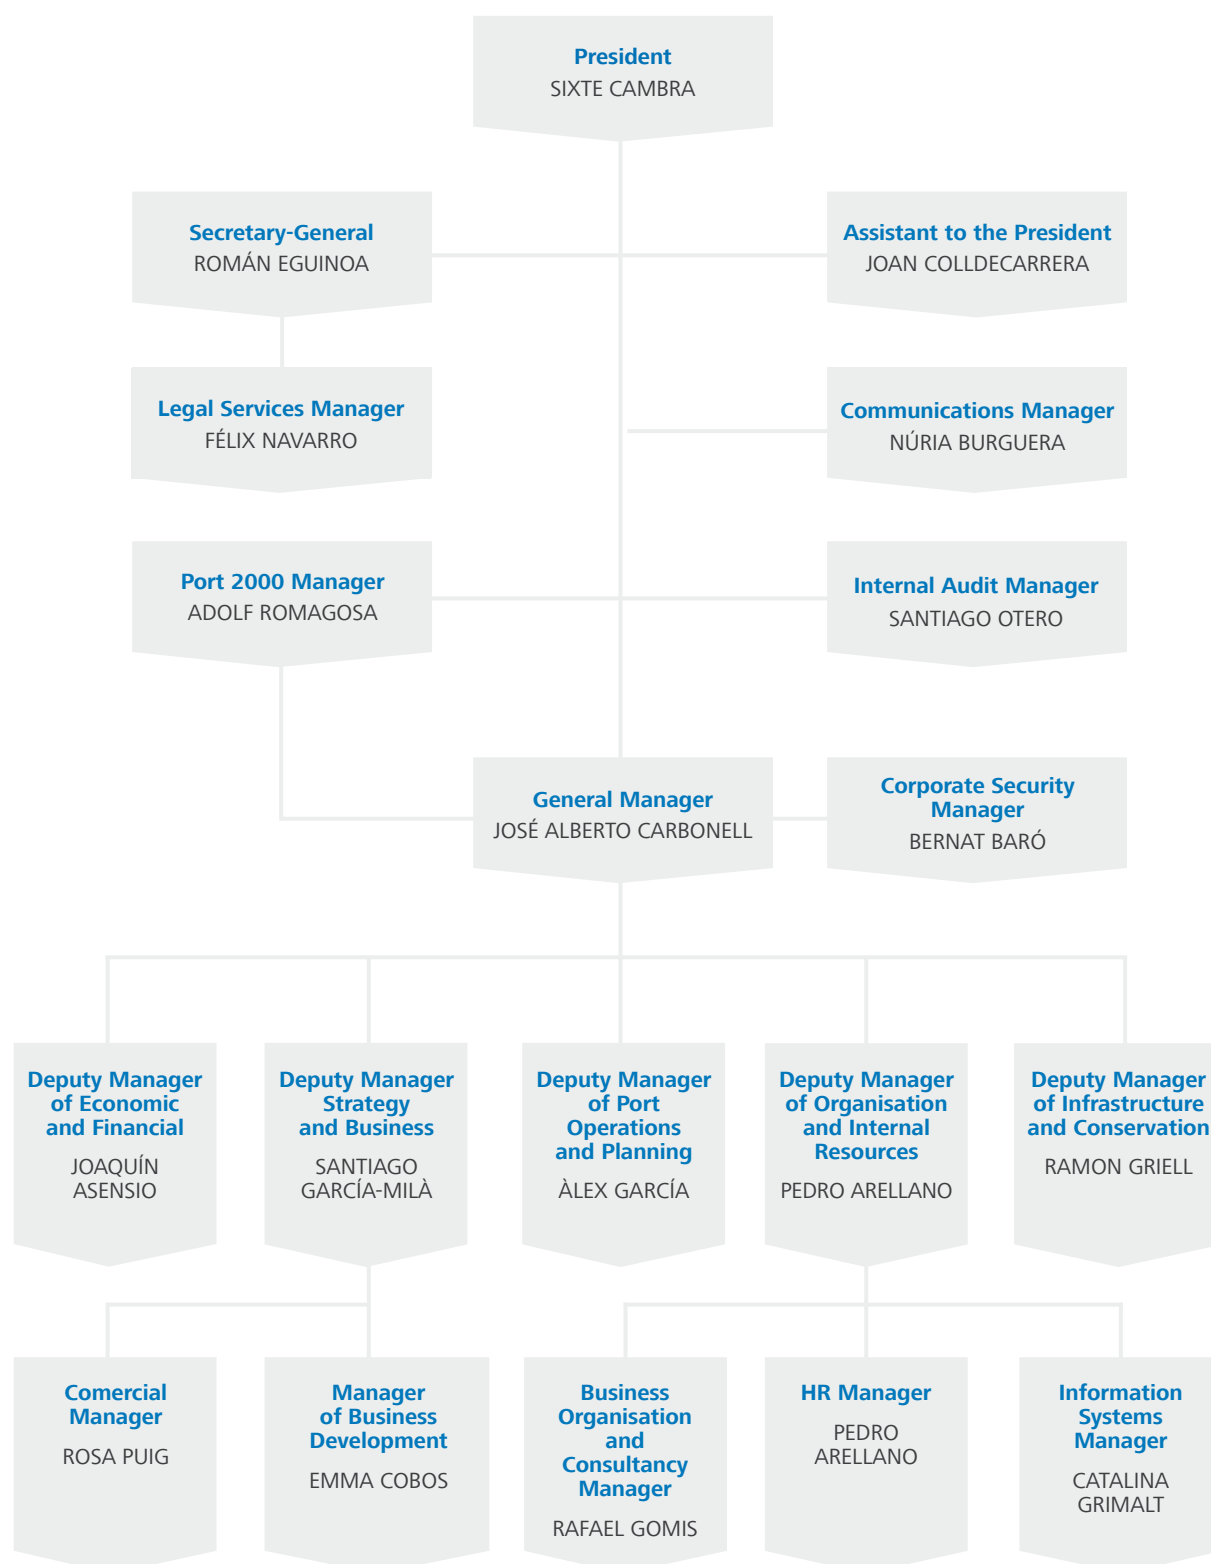 President
SIXTE CAMBRA
Secretary-General
ROMÁN EGUINOA
Assistant to the President
JOAN COLLDECARRERA
Legal Services Manager
FÉLIX NAVARRO
Communications Manager
NÚRIA BURGUERA
Port 2000 Manager
ADOLF ROMAGOSA
Internal Audit Manager
SANTIAGO OTERO
General Manager
JOSÉ ALBERTO CARBONELL
Corporate Security
Manager
BERNAT BARÓ
Deputy Manager
of Economic
and Financial
JOAQUÍN
ASENSIO
Deputy Manager
Strategy
and Business
SANTIAGO
GARCÍA-MILÀ
Deputy Manager
of Port
Operations
and Planning
ÀLEX GARCÍA
Deputy Manager
of Organisation
and Internal
Resources
PEDRO ARELLANO
Deputy Manager
of Infrastructure
and Conservation
RAMON GRIELL
Comercial
Manager
ROSA PUIG
Manager
of Business
Development
EMMA COBOS
Business
Organisation
and
Consultancy
Manager
RAFAEL GOMIS
HR Manager
PEDRO
ARELLANO
Information
Systems
Manager
CATALINA
GRIMALT